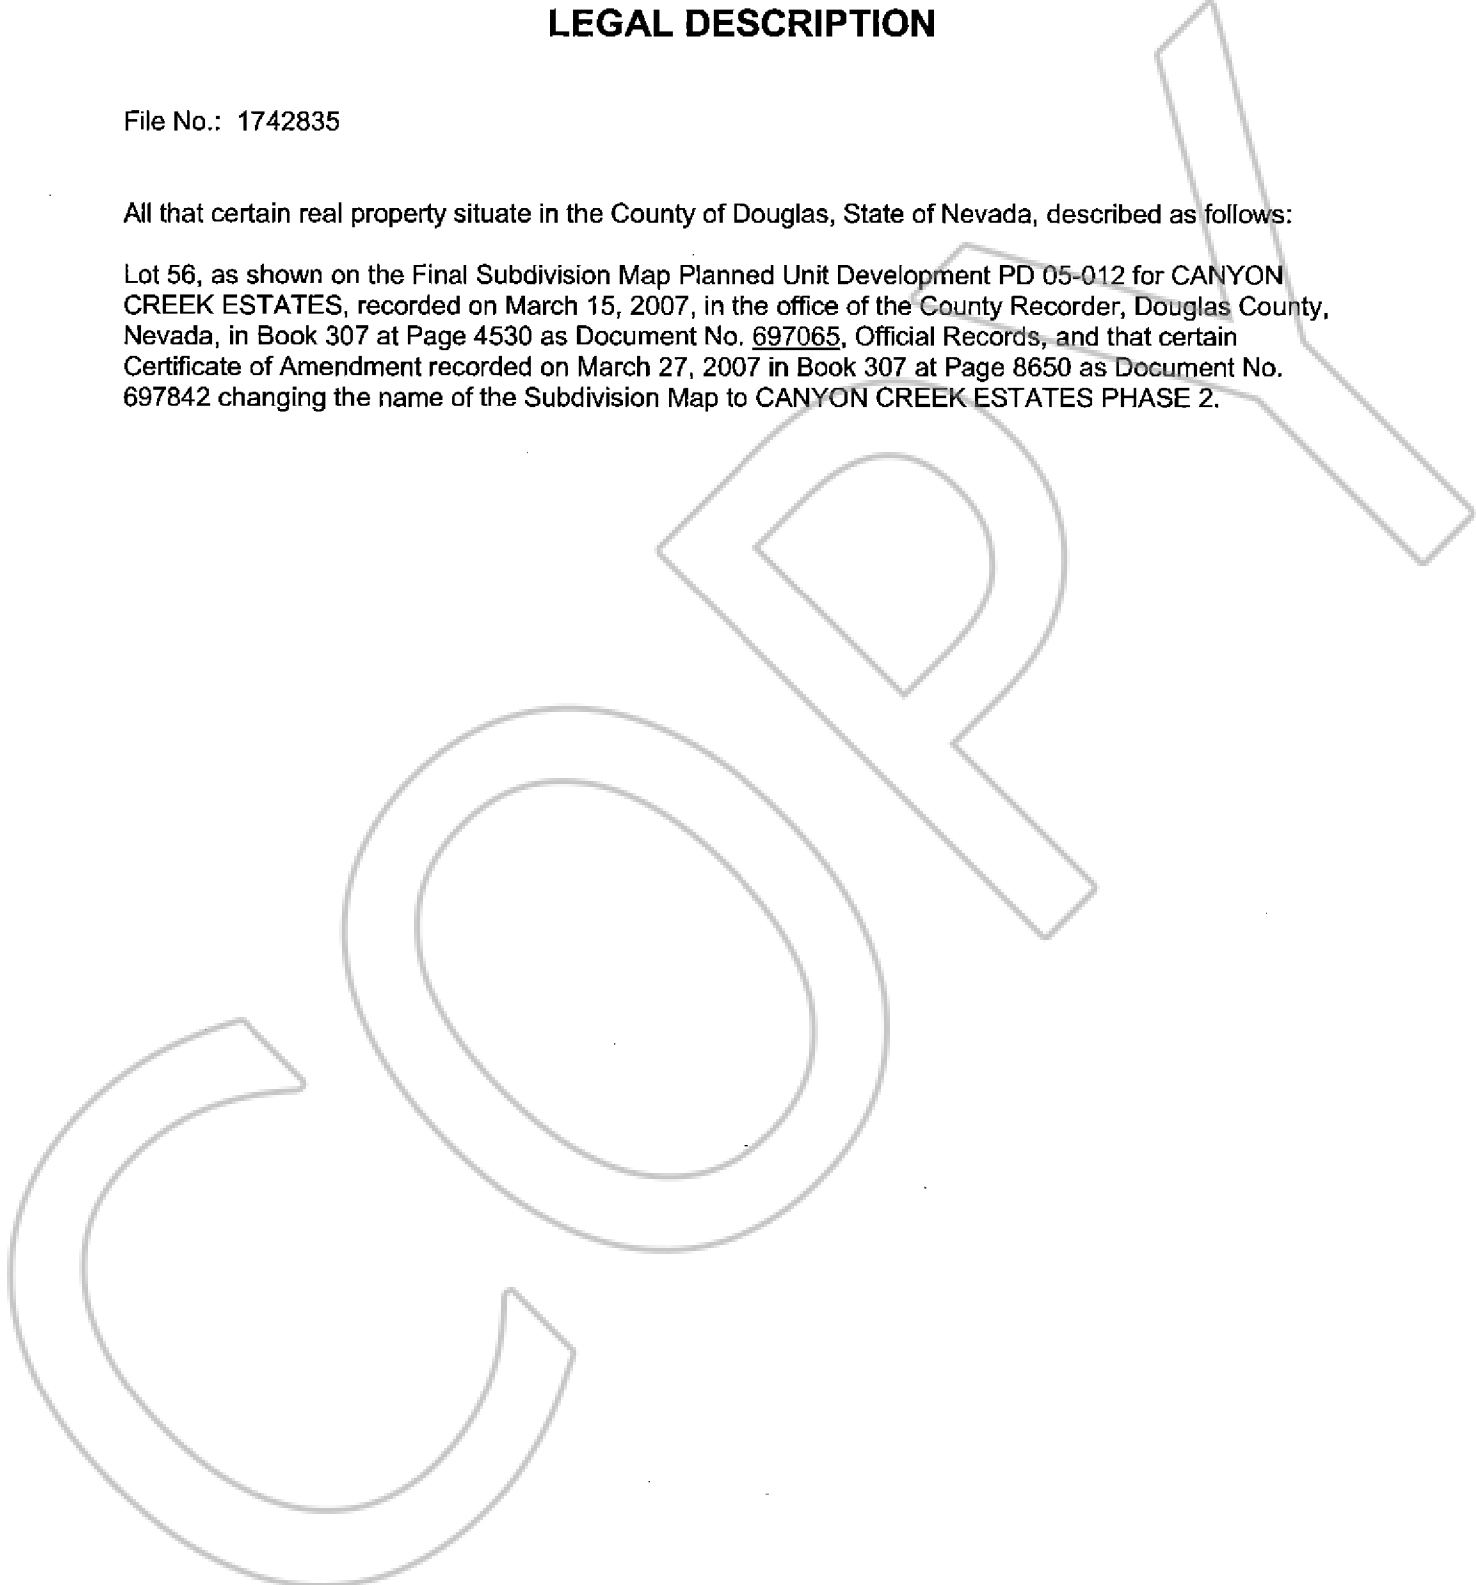 LEGAL DESCRIPTION
File No.: 1742835
All that certain real property situate in the County of Douglas, State of Nevada, described as follows:
Lot 56, as shown on the Final Subdivision Map Planned Unit Development PD 05-012 for CANYON
CREEK ESTATES, recorded on March 15, 2007, in the office of the County Recorder, Douglas County,
Nevada, in Book 307 at Page 4530 as Document No. 697065, Official Records, and that certain
Certificate of Amendment recorded on March 27, 2007 in Book 307 at Page 8650 as Document No.
697842 changing the name of the Subdivision Map to CANYON CREEK ESTATES PHASE 2.
COPY